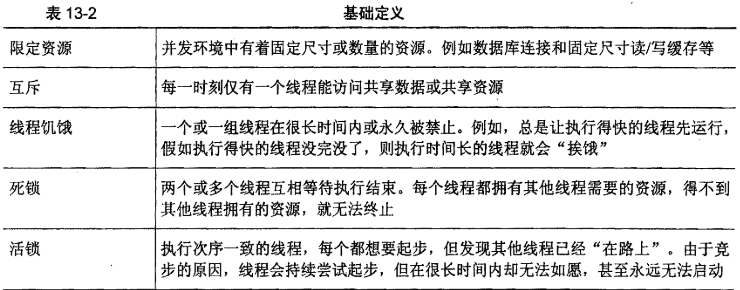 表 13-2 基础定义
限定资源 并发环境中有着固定尺寸或数量的资源。例如数据库连接和固定尺寸读/写缓存等
互斥 每一时刻仅有一个线程能访问共享数据或共享资源
线程饥饿 一个或一组线程在很长时间内或永久被禁止。例如，总是让执行得快的线程先运行，
假如执行得快的线程没完没了，则执行时间长的线程就会“挨饿”
死锁 两个或多个线程互相等待执行结束。每个线程都拥有其他线程需要的资源，得不到
其他线程拥有的资源，就无法终止
活锁 执行次序一致的线程，每个都想要起步，但发现其他线程已经“在路上”。由于竞
步的原因，线程会持续尝试起步，但在很长时间内却无法如愿，甚至永远无法启动